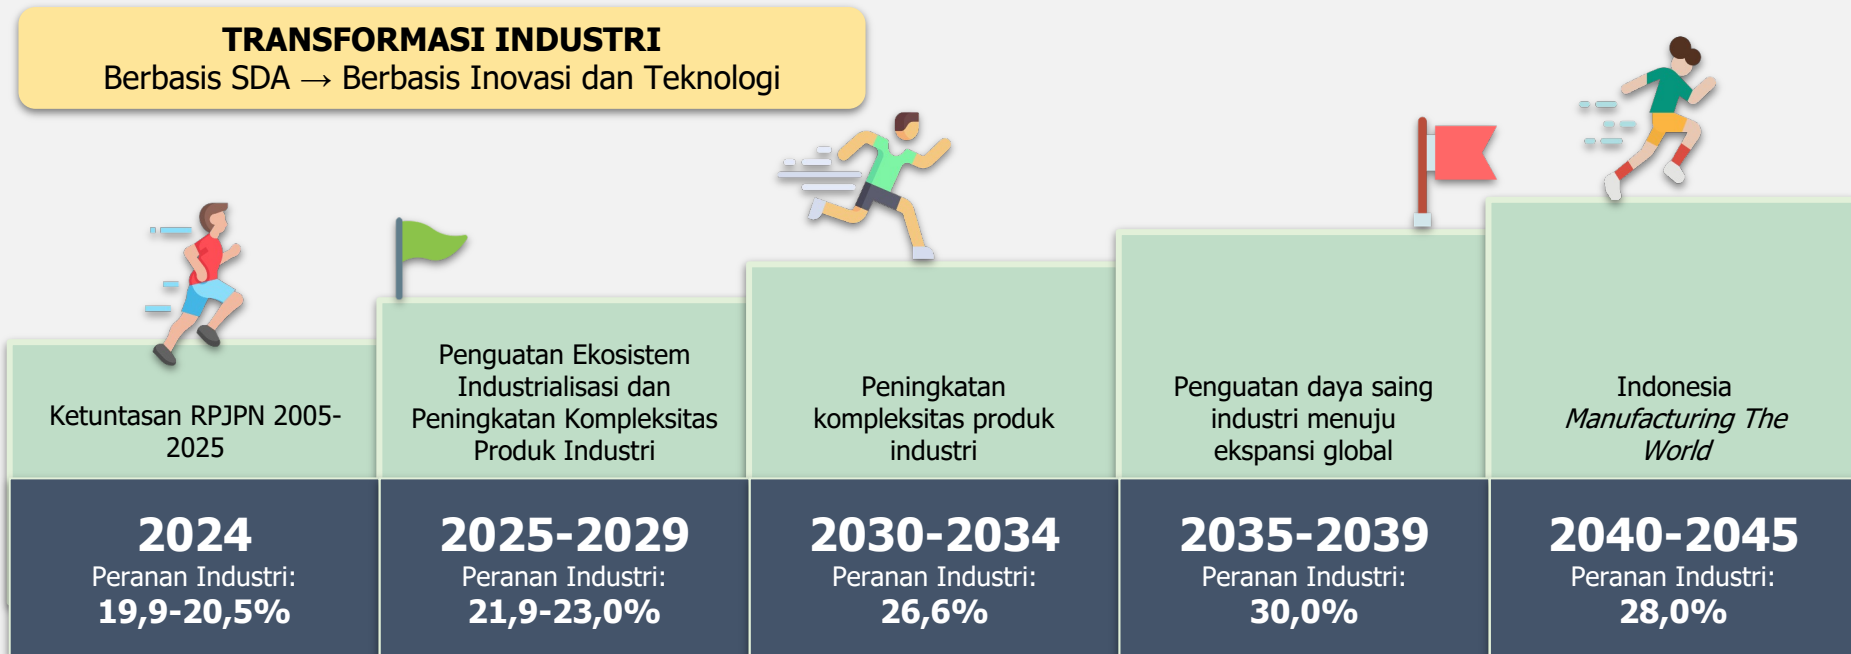 TRANSFORMASI INDUSTRI
Berbasis SDA → Berbasis Inovasi dan Teknologi
Ketuntasan RPJPN 2005-
2025
2024
Peranan Industri:
19,9-20,5%
Penguatan Ekosistem
Industrialisasi dan
Peningkatan Kompleksitas
Produk Industri
2025-2029
Peranan Industri:
21,9-23,0%
Peningkatan
kompleksitas produk
industri
2030-2034
Peranan Industri:
26,6%
Penguatan daya saing
industri menuju
ekspansi global
2035-2039
Peranan Industri:
30,0%
Indonesia
Manufacturing The
World
2040-2045
Peranan Industri:
28,0%